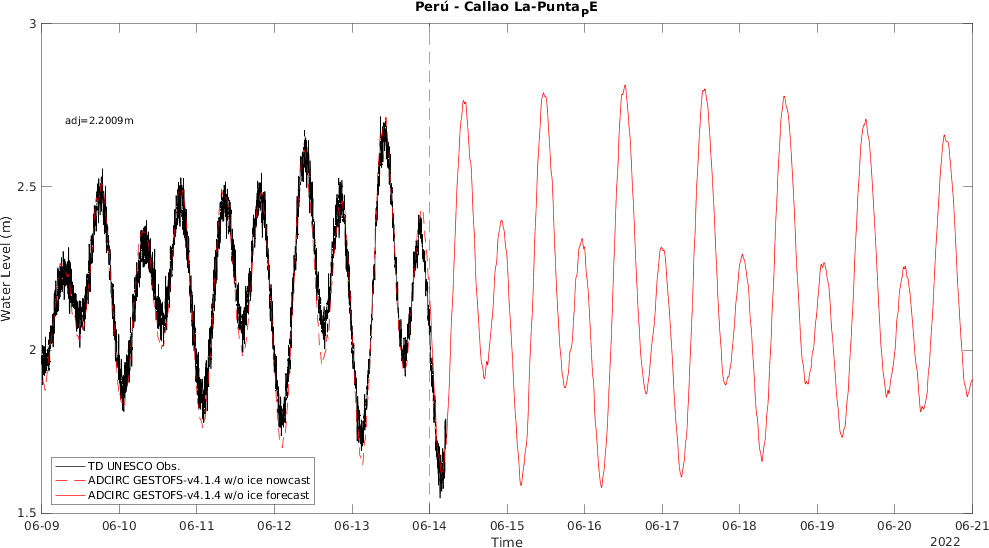 Perú - Callao La-Punta_PE
3
adj=2.2009m
2.5
Water Level (m)
2
TD UNESCO Obs.
ADCIRC GESTOFS-v4.1.4 w/o ice nowcast
ADCIRC GESTOFS-v4.1.4 w/o ice forecast
1.5
06-09 06-10 06-11 06-12 06-13 06-14 06-15 06-16 06-17 06-18 06-19 06-20 06-21
Time
2022